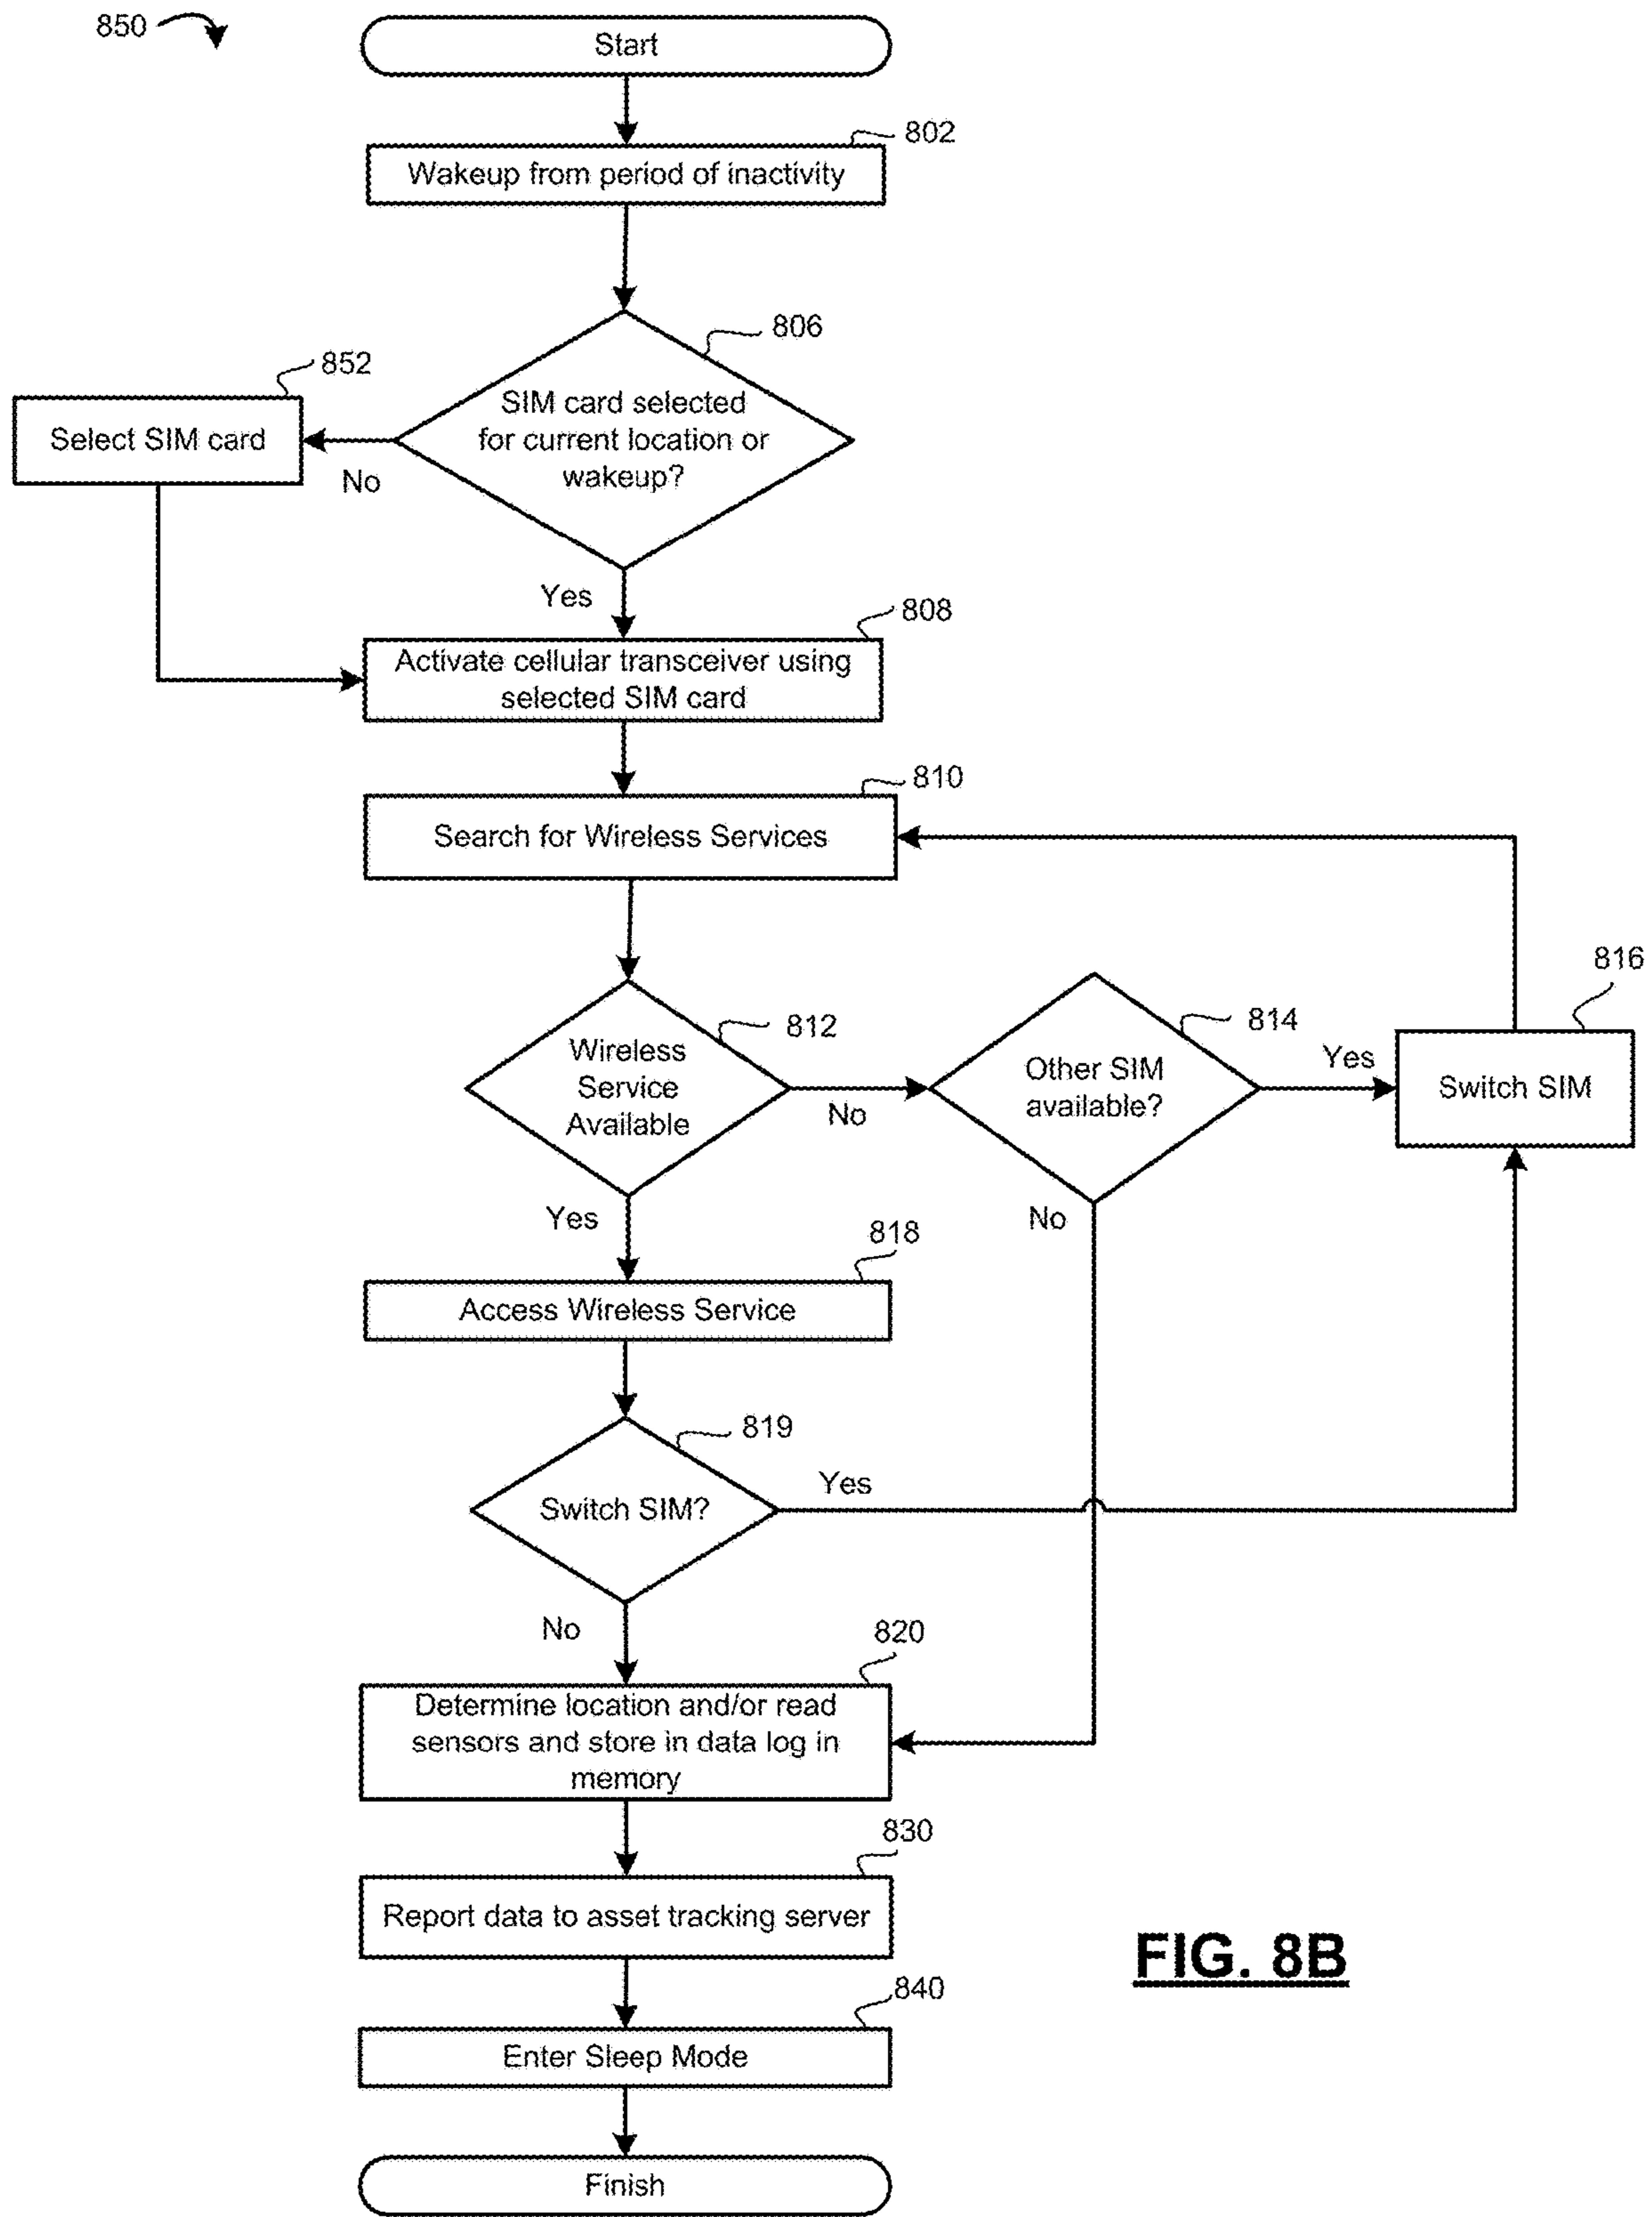 850
Start
802
Wakeup from period of inactivity
806
852
SIM card selected
for current location or
wakeup?
Select SIM card
No
Yes
808
Activate cellular transceiver using
selected SIM card
810
Search for Wireless Services
816
812
814
Wireless
Service
Available
Other SIM
available?
Yes
Switch SIM
No
Yes
No
818
Access Wireless Service
819
Yes
Switch SIM?
No
820
Determine location and/or read
sensors and store in data log in
memory
830
Report data to asset tracking server
FIG. 8B
840
Enter Sleep Mode
Finish